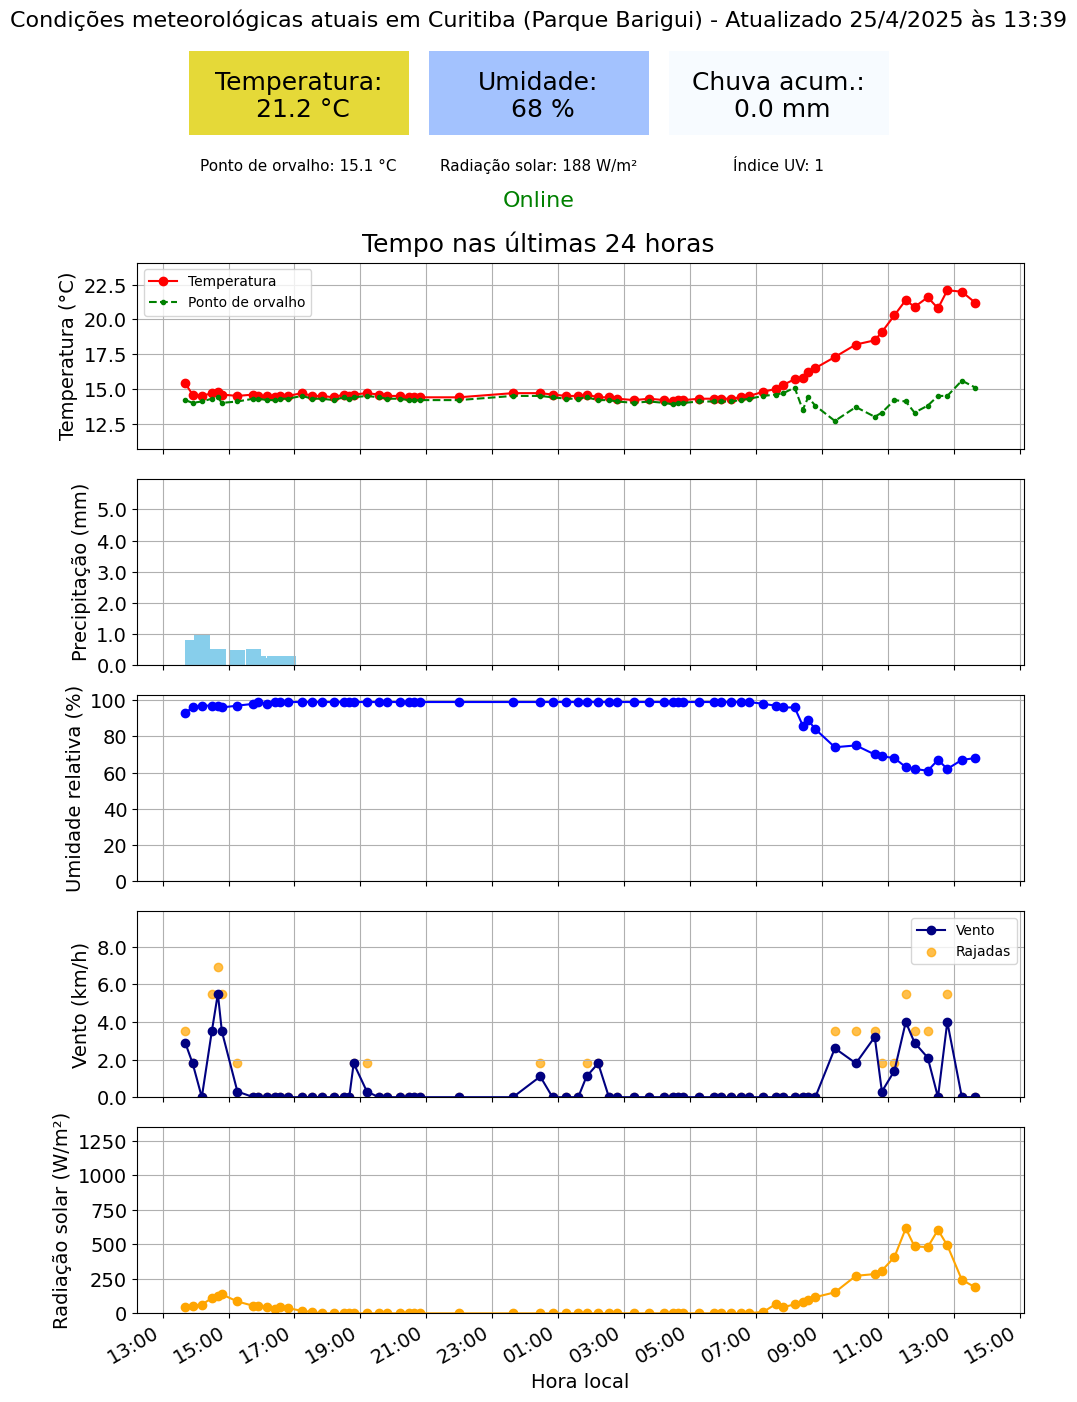 Condições meteorológicas atuais em Curitiba (Parque Barigui) - Atualizado 25/4/2025 às 13:39
Temperatura:
21.2 °C
Umidade:
68 %
Chuva acum.:
0.0 mm
Ponto de orvalho: 15.1 °C
Radiação solar: 188 W/m²
Índice UV: 1
Online
Tempo nas últimas 24 horas
Temperatura (°C)
22.5
20.0
17.5
15.0
12.5
Temperatura
Ponto de orvalho
Precipitação (mm)
5.0
4.0
3.0
2.0
1.0
0.0
Umidade relativa (%)
100
80
60
40
20
0
Vento (km/h)
8.0
6.0
4.0
2.0
0.0
Vento
Rajadas
Radiação solar (W/m²)
1250
1000
750
500
250
0
13:00
15:00
17:00
19:00
21:00
23:00
01:00
03:00
05:00
07:00
09:00
11:00
13:00
15:00
Hora local